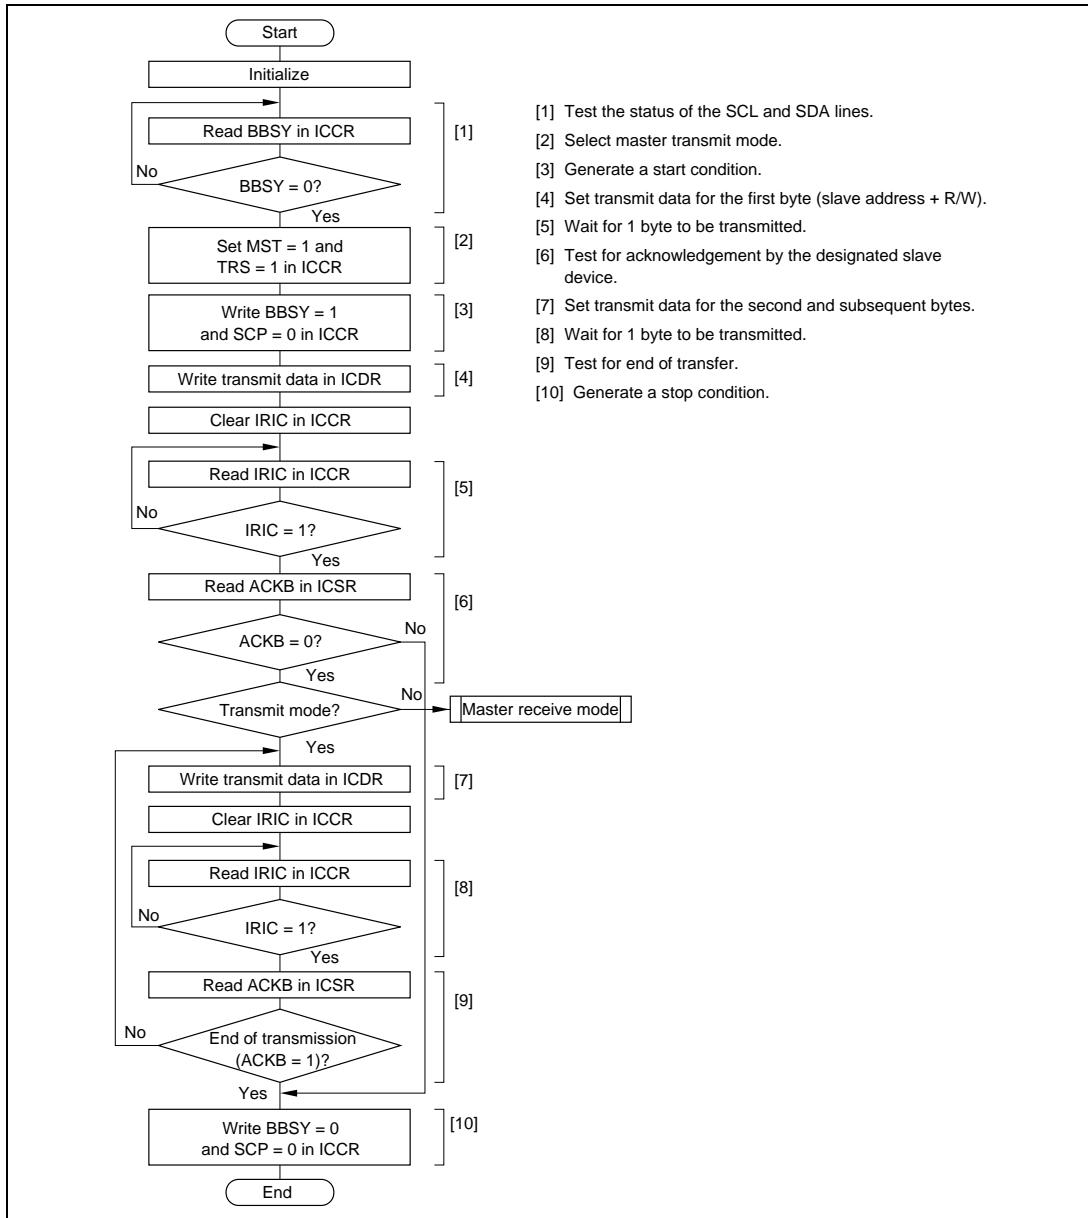 Start
Initialize
Read BBSY in ICCR
[1]
No
BBSY = 0?
Yes
Set MST = 1 and
TRS = 1 in ICCR
[2]
Write BBSY = 1
and SCP = 0 in ICCR
[3]
Write transmit data in ICDR
[4]
Clear IRIC in ICCR
Read IRIC in ICCR
[5]
No
IRIC = 1?
Yes
Read ACKB in ICSR
[6]
No
ACKB = 0?
Yes
No
Transmit mode?
Master receive mode
Yes
Write transmit data in ICDR
[7]
Clear IRIC in ICCR
Read IRIC in ICCR
[8]
No
IRIC = 1?
Yes
Read ACKB in ICSR
[9]
No
End of transmission
(ACKB = 1)?
Yes
Write BBSY = 0
and SCP = 0 in ICCR
[10]
End
[1] Test the status of the SCL and SDA lines.
[2] Select master transmit mode.
[3] Generate a start condition.
[4] Set transmit data for the first byte (slave address + R/W).
[5] Wait for 1 byte to be transmitted.
[6] Test for acknowledgement by the designated slave
device.
[7] Set transmit data for the second and subsequent bytes.
[8] Wait for 1 byte to be transmitted.
[9] Test for end of transfer.
[10] Generate a stop condition.